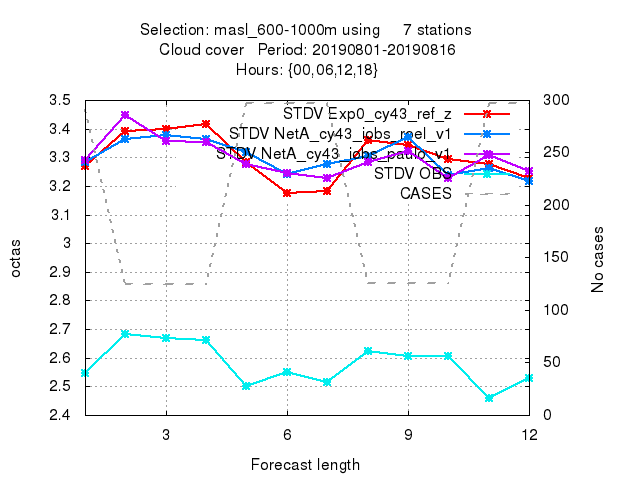 Selection: masl_600-1000m using 7 stations
Cloud cover Period: 20190801-20190816
Hours: {00,06,12,18}
STDV Exp0_cy43_ref_z
STDV NetA_cy43_iobs_roel_v1
STDV NetA_cy43_iobs_paulo_v1
STDV OBS
CASES
3.5
3.4
3.3
3.2
3.1
3
2.9
2.8
2.7
2.6
2.5
2.4
octas
300
250
200
150
100
50
0
No cases
3 6 9 12
Forecast length